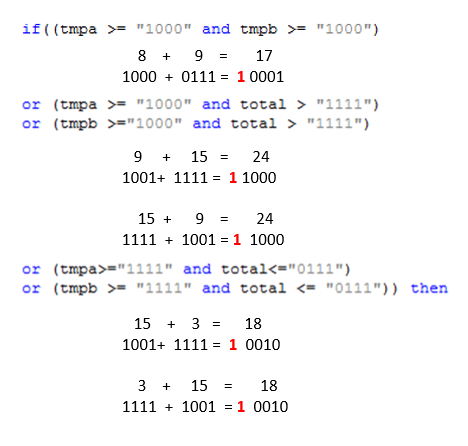 if((tmpa >= "1000" and tmpb >= "1000")
8 + 9 = 17
1000 + 0111 = 1 0001
or (tmpa >= "1000" and total > "1111")
or (tmpb >="1000" and total > "1111")
9 + 15 = 24
1001+ 1111 = 1 1000
15 + 9 = 24
1111 + 1001 = 1 1000
or (tmpa>="1111" and total<="0111")
or (tmpb >= "1111" and total <= "0111")) then
15 + 3 = 18
1001+ 1111 = 1 0010
3 + 15 = 18
1111 + 1001 = 1 0010